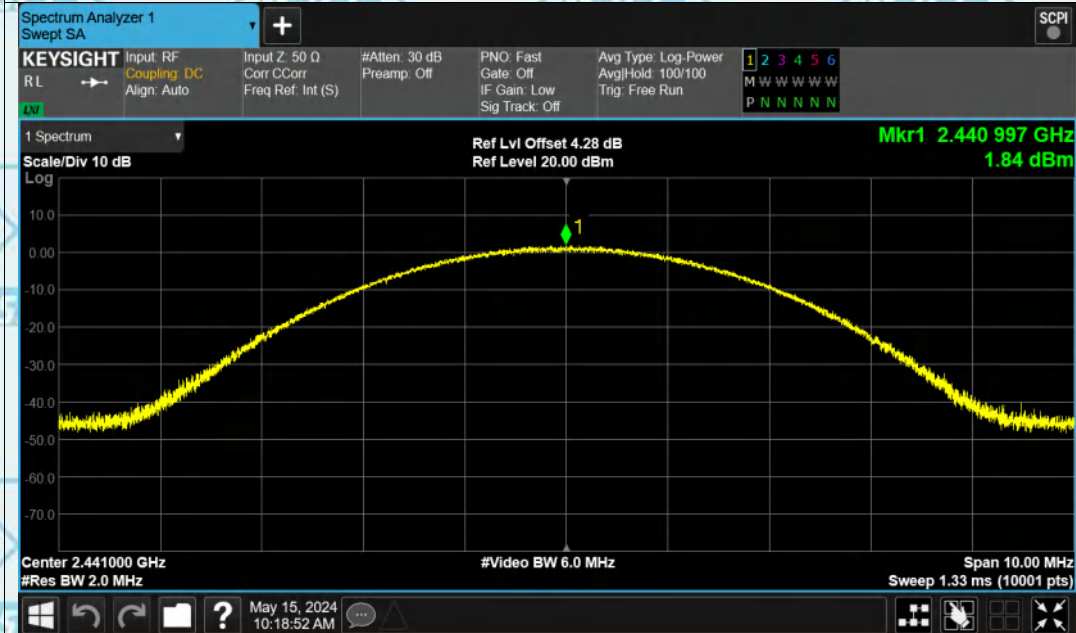 Spectrum Analyzer 1
Swept SA
+
SCPI
KEYSIGHT
R L
LXI
Input: RF
Coupling: DC
Align: Auto
Input Z: 50 Ω
Corr CCorr
Freq Ref: Int (S)
#Atten: 30 dB
Preamp: Off
PNO: Fast
Gate: Off
IF Gain: Low
Sig Track: Off
Avg Type: Log-Power
Avg|Hold: 100/100
Trig: Free Run
1 2 3 4 5 6
M W W W W W
P N N N N N
1 Spectrum
Scale/Div 10 dB
Ref Lvl Offset 4.28 dB
Ref Level 20.00 dBm
Mkr1 2.440 997 GHz
1.84 dBm
Log
10.0
0.00
-10.0
-20.0
-30.0
-40.0
-50.0
-60.0
-70.0
1
Center 2.441000 GHz
#Res BW 2.0 MHz
#Video BW 6.0 MHz
Span 10.00 MHz
Sweep 1.33 ms (10001 pts)
?
May 15, 2024
10:18:52 AM